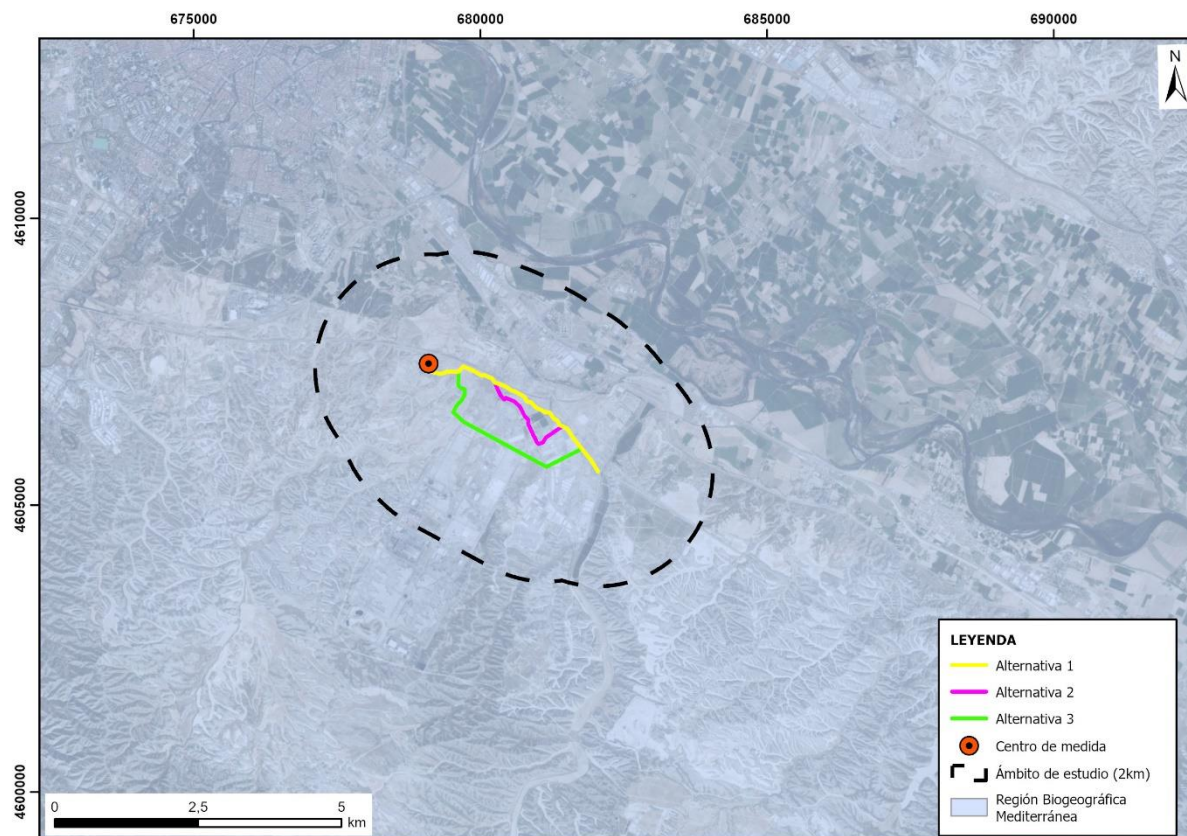 675000
680000
685000
690000
N
4610000
4605000
4600000
LEYENDA
Alternativa 1
Alternativa 2
Alternativa 3
Centro de medida
Ámbito de estudio (2km)
Región Biogeográfica
Mediterránea
0
2,5
5
km